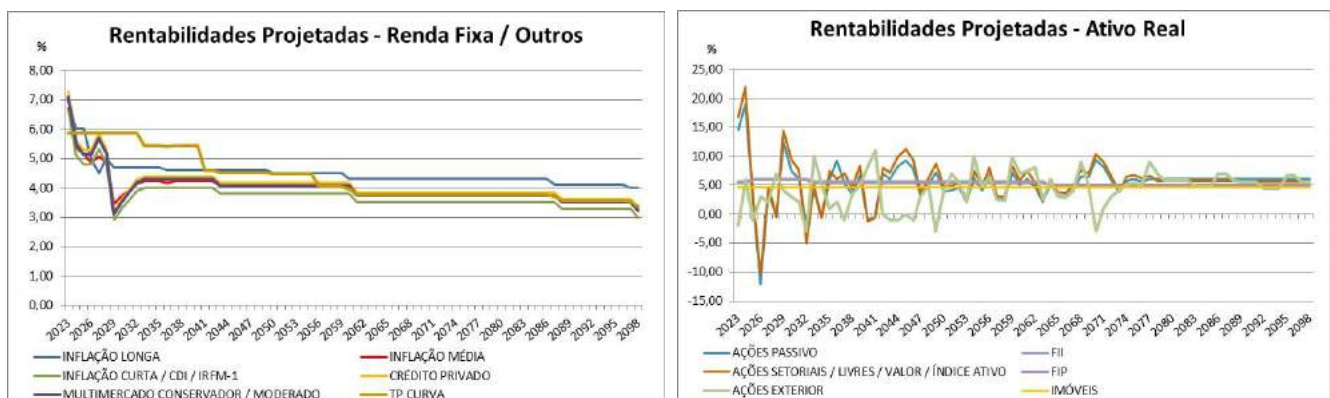 Rentabilidades Projetadas - Renda Fixa / Outros
%
8,00
7,00
6,00
5,00
4,00
3,00
2,00
1,00
0,00
2023 2026 2029 2032 2035 2038 2041 2044 2047 2050 2053 2056 2059 2062 2065 2068 2071 2074 2077 2080 2083 2086 2089 2092 2095 2098
INFLAÇÃO LONGA INFLAÇÃO MÉDIA
INFLAÇÃO CURTA / CDI / IRFM-1 CRÉDITO PRIVADO
MULTIMERCADO CONSERVADOR / MODERADO TP CURVA
Rentabilidades Projetadas - Ativo Real
%
25,00
20,00
15,00
10,00
5,00
0,00
-5,00
-10,00
-15,00
2023 2026 2029 2032 2035 2038 2041 2044 2047 2050 2053 2056 2059 2062 2065 2068 2071 2074 2077 2080 2083 2086 2089 2092 2095 2098
AÇÕES PASSIVO FII
AÇÕES SETORIAIS / LIVRES / VALOR / ÍNDICE ATIVO FIP
AÇÕES EXTERIOR IMÓVEIS